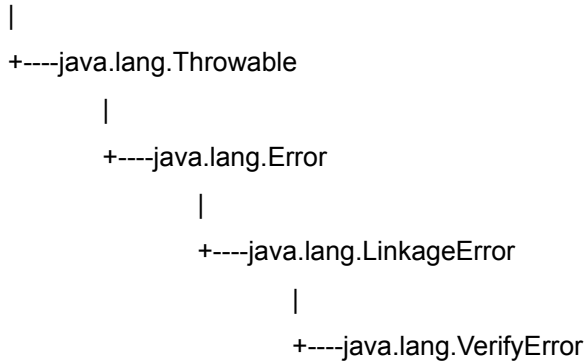 |
+----java.lang.Throwable
|
+----java.lang.Error
|
+----java.lang.LinkageError
|
+----java.lang.VerifyError